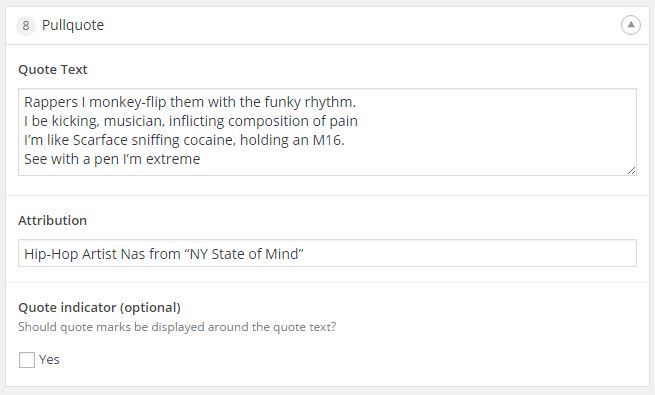 8 Pullquote
Quote Text
Rappers I monkey-flip them with the funky rhythm.
I be kicking, musician, inflicting composition of pain
I’m like Scarface sniffing cocaine, holding an M16.
See with a pen I’m extreme
Attribution
Hip-Hop Artist Nas from “NY State of Mind”
Quote indicator (optional)
Should quote marks be displayed around the quote text?
Yes